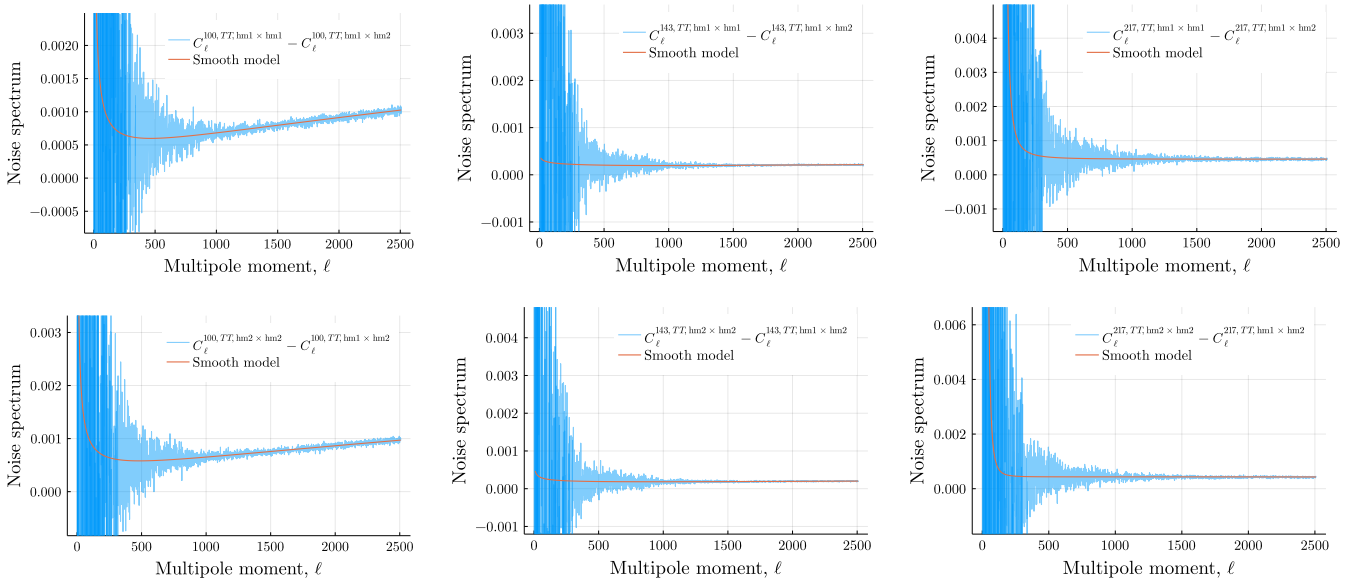 0.0020
0.0015
0.0010
0.0005
0.0000
−0.0005
Noise spectrum
C_ℓ^{100, TT, hm1 × hm1} − C_ℓ^{100, TT, hm1 × hm2}
Smooth model
0 500 1000 1500 2000 2500
Multipole moment, ℓ
0.003
0.002
0.001
0.000
−0.001
Noise spectrum
C_ℓ^{143, TT, hm1 × hm1} − C_ℓ^{143, TT, hm1 × hm2}
Smooth model
0 500 1000 1500 2000 2500
Multipole moment, ℓ
0.004
0.003
0.002
0.001
0.000
−0.001
Noise spectrum
C_ℓ^{217, TT, hm1 × hm1} − C_ℓ^{217, TT, hm1 × hm2}
Smooth model
0 500 1000 1500 2000 2500
Multipole moment, ℓ
0.003
0.002
0.001
0.000
Noise spectrum
C_ℓ^{100, TT, hm2 × hm2} − C_ℓ^{100, TT, hm1 × hm2}
Smooth model
0 500 1000 1500 2000 2500
Multipole moment, ℓ
0.004
0.003
0.002
0.001
0.000
−0.001
Noise spectrum
C_ℓ^{143, TT, hm2 × hm2} − C_ℓ^{143, TT, hm1 × hm2}
Smooth model
0 500 1000 1500 2000 2500
Multipole moment, ℓ
0.006
0.004
0.002
0.000
Noise spectrum
C_ℓ^{217, TT, hm2 × hm2} − C_ℓ^{217, TT, hm1 × hm2}
Smooth model
0 500 1000 1500 2000 2500
Multipole moment, ℓ